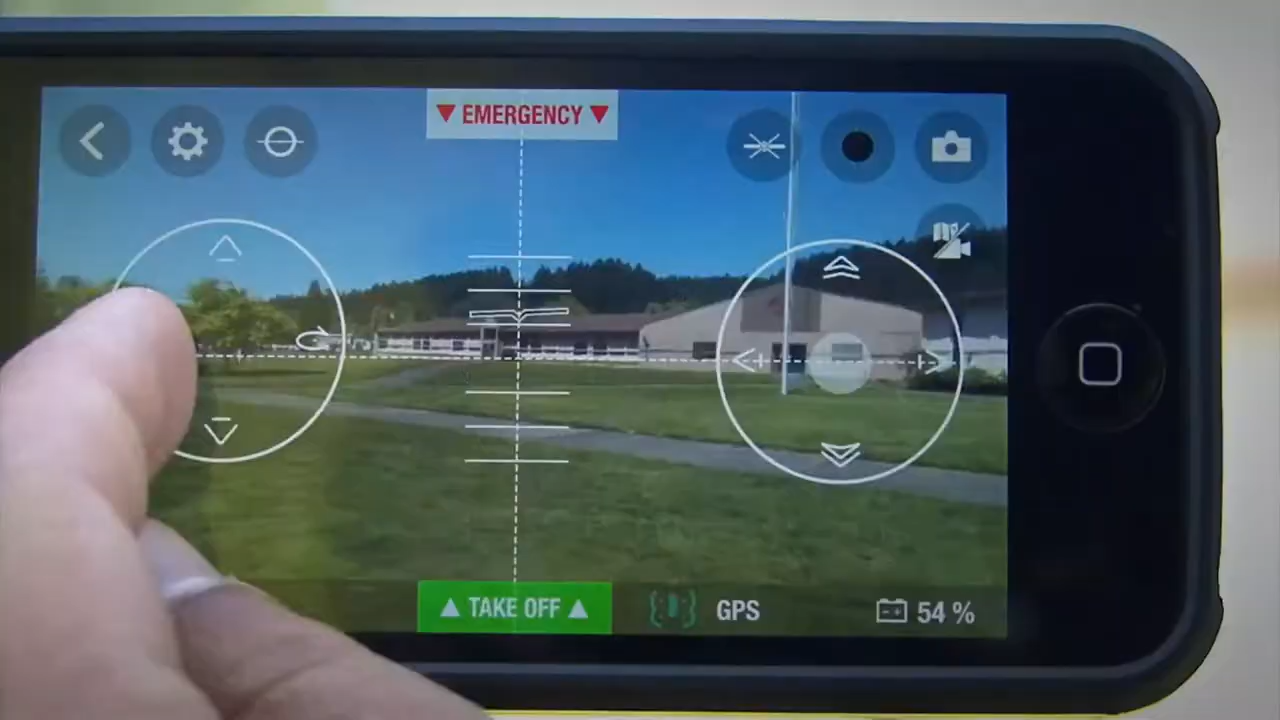 ▼ EMERGENCY ▼
▲ TAKE OFF ▲
GPS
54 %